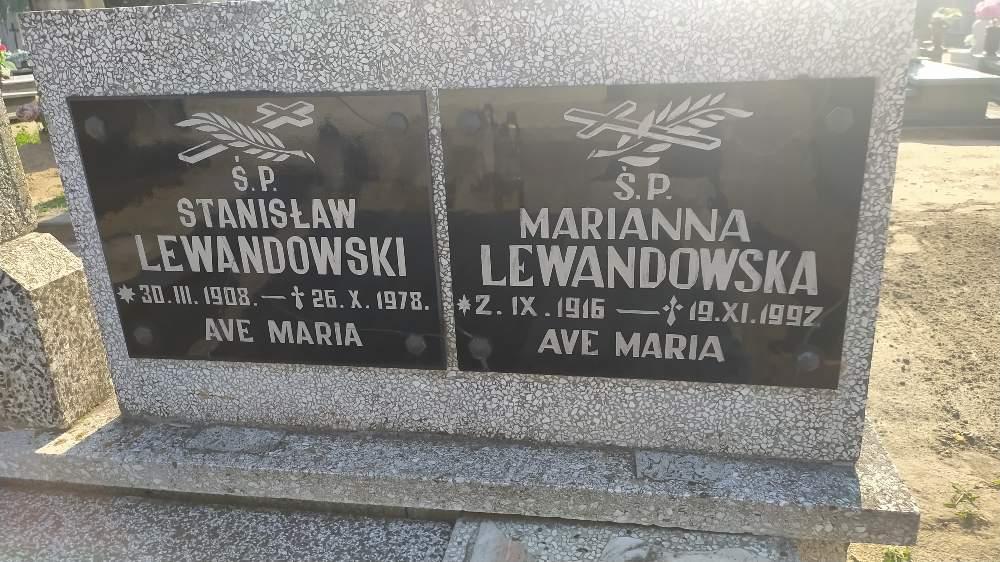 Ś.P.
STANISŁAW
LEWANDOWSKI
* 30. III. 1908. — † 26. X. 1978.
AVE MARIA
Ś.P.
MARIANNA
LEWANDOWSKA
* 2. IX. 1916 — † 19.XI.1992
AVE MARIA